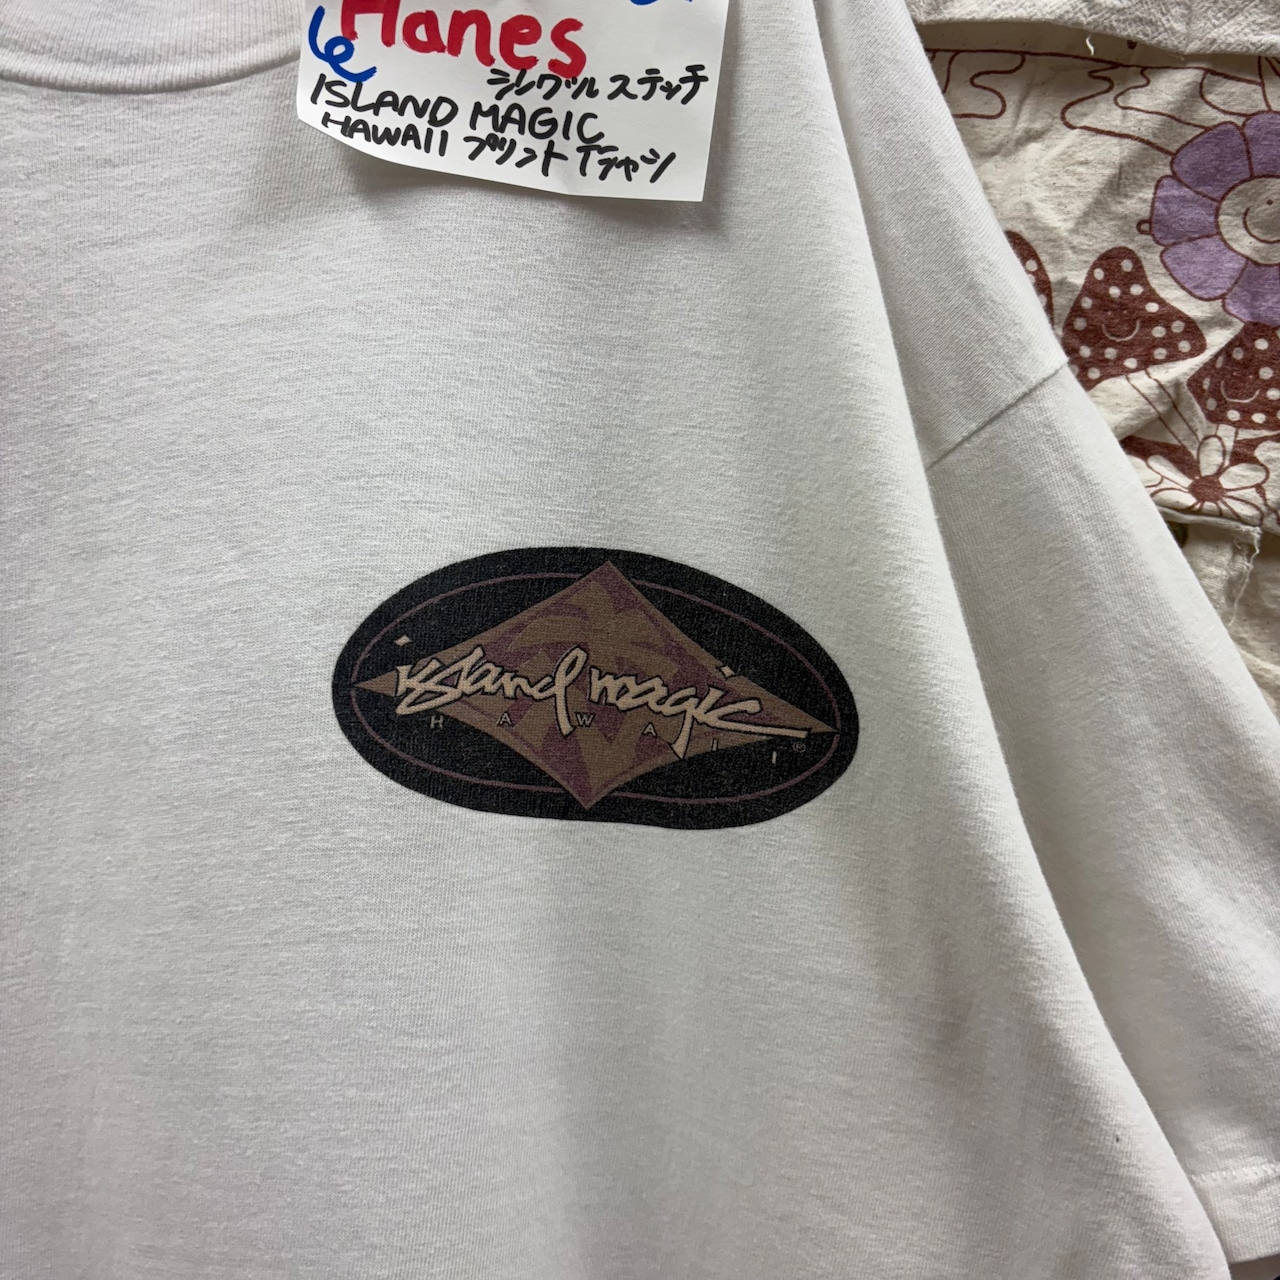 Hanes
シングル ステッチ
ISLAND MAGIC
HAWAII プリント Tシャツ
island magic
HAWAII ®